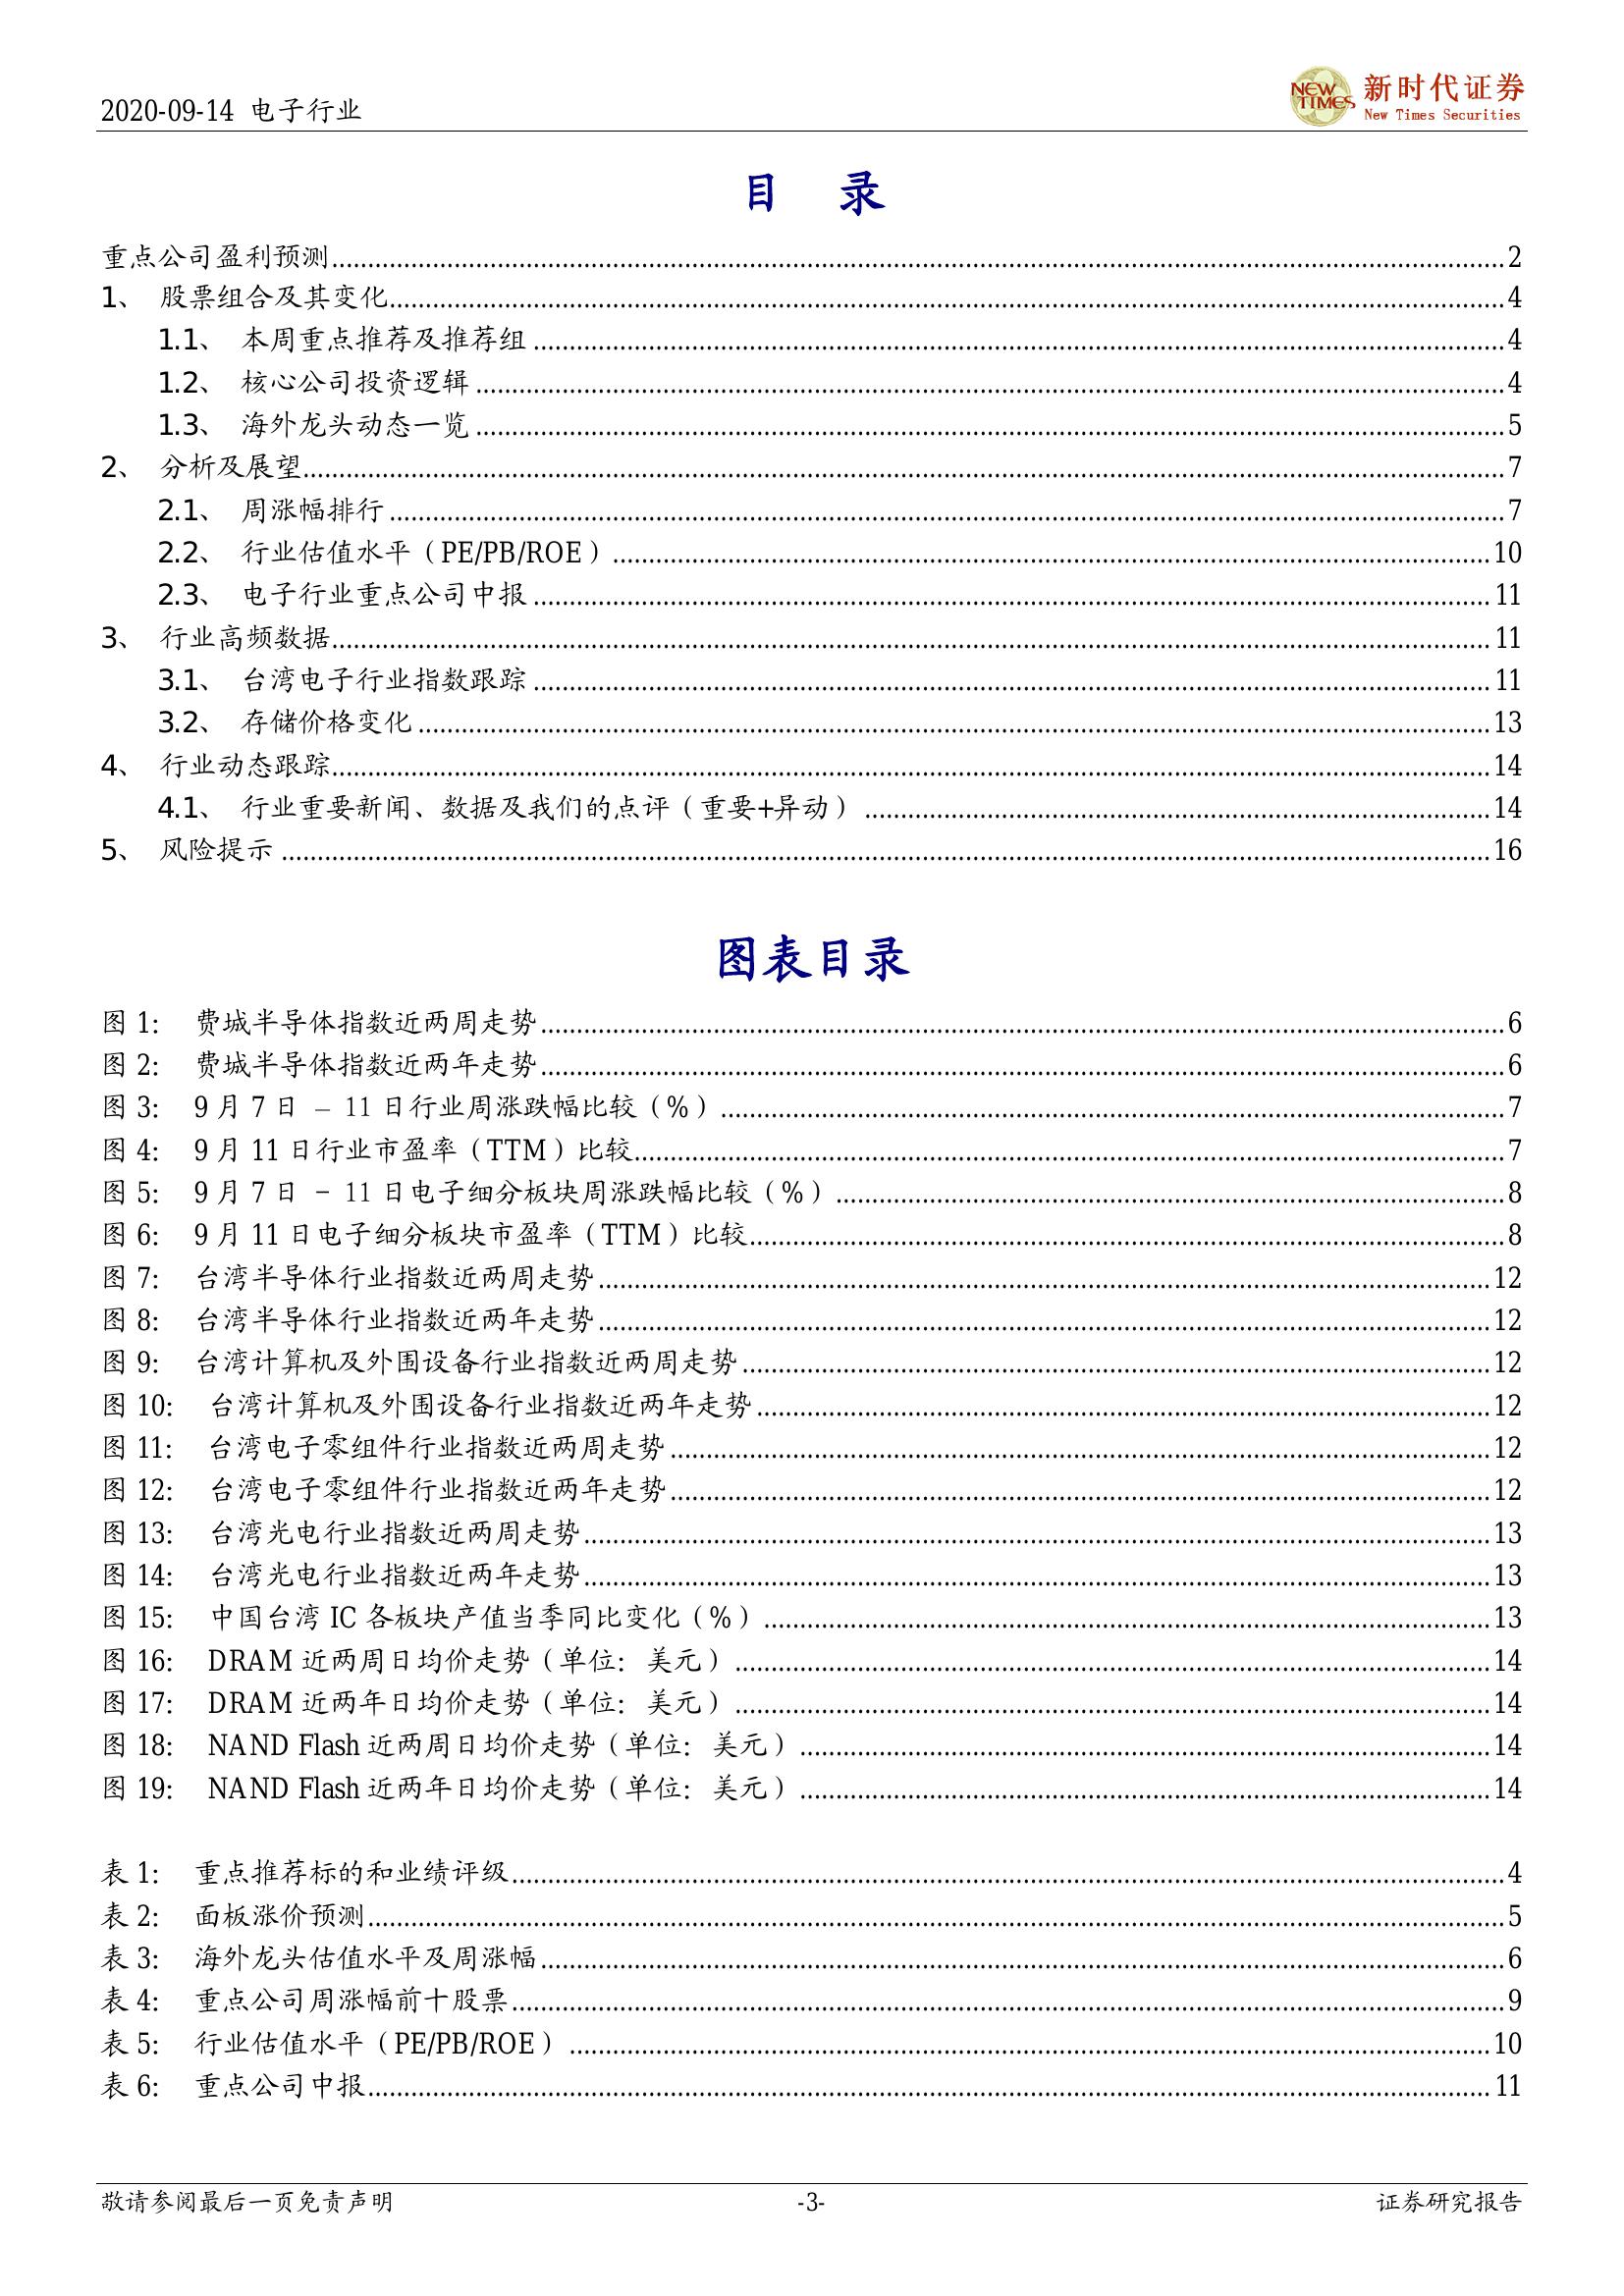 2020-09-14 电子行业
NEW TIMES 新时代证券
New Times Securities
目 录
重点公司盈利预测 2
1、 股票组合及其变化 4
1.1、 本周重点推荐及推荐组 4
1.2、 核心公司投资逻辑 4
1.3、 海外龙头动态一览 5
2、 分析及展望 7
2.1、 周涨幅排行 7
2.2、 行业估值水平（PE/PB/ROE） 10
2.3、 电子行业重点公司中报 11
3、 行业高频数据 11
3.1、 台湾电子行业指数跟踪 11
3.2、 存储价格变化 13
4、 行业动态跟踪 14
4.1、 行业重要新闻、数据及我们的点评（重要+异动） 14
5、 风险提示 16
图表目录
图 1: 费城半导体指数近两周走势 6
图 2: 费城半导体指数近两年走势 6
图 3: 9 月 7 日 – 11 日行业周涨跌幅比较（%） 7
图 4: 9 月 11 日行业市盈率（TTM）比较 7
图 5: 9 月 7 日 – 11 日电子细分板块周涨跌幅比较（%） 8
图 6: 9 月 11 日电子细分板块市盈率（TTM）比较 8
图 7: 台湾半导体行业指数近两周走势 12
图 8: 台湾半导体行业指数近两年走势 12
图 9: 台湾计算机及外围设备行业指数近两周走势 12
图 10: 台湾计算机及外围设备行业指数近两年走势 12
图 11: 台湾电子零组件行业指数近两周走势 12
图 12: 台湾电子零组件行业指数近两年走势 12
图 13: 台湾光电行业指数近两周走势 13
图 14: 台湾光电行业指数近两年走势 13
图 15: 中国台湾 IC 各板块产值当季同比变化（%） 13
图 16: DRAM 近两周日均价走势（单位：美元） 14
图 17: DRAM 近两年日均价走势（单位：美元） 14
图 18: NAND Flash 近两周日均价走势（单位：美元） 14
图 19: NAND Flash 近两年日均价走势（单位：美元） 14
表 1: 重点推荐标的和业绩评级 4
表 2: 面板涨价预测 5
表 3: 海外龙头估值水平及周涨幅 6
表 4: 重点公司周涨幅前十股票 9
表 5: 行业估值水平（PE/PB/ROE） 10
表 6: 重点公司中报 11
敬请参阅最后一页免责声明 -3- 证券研究报告